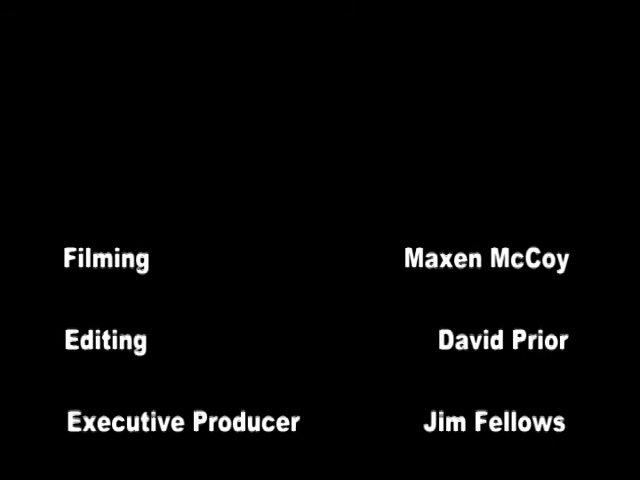 Filming Maxen McCoy
Editing David Prior
Executive Producer Jim Fellows